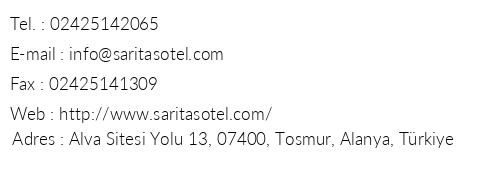 Tel. : 02425142065
E-mail : info@saritasotel.com
Fax : 02425141309
Web : http://www.saritasotel.com/
Adres : Alva Sitesi Yolu 13, 07400, Tosmur, Alanya, Türkiye